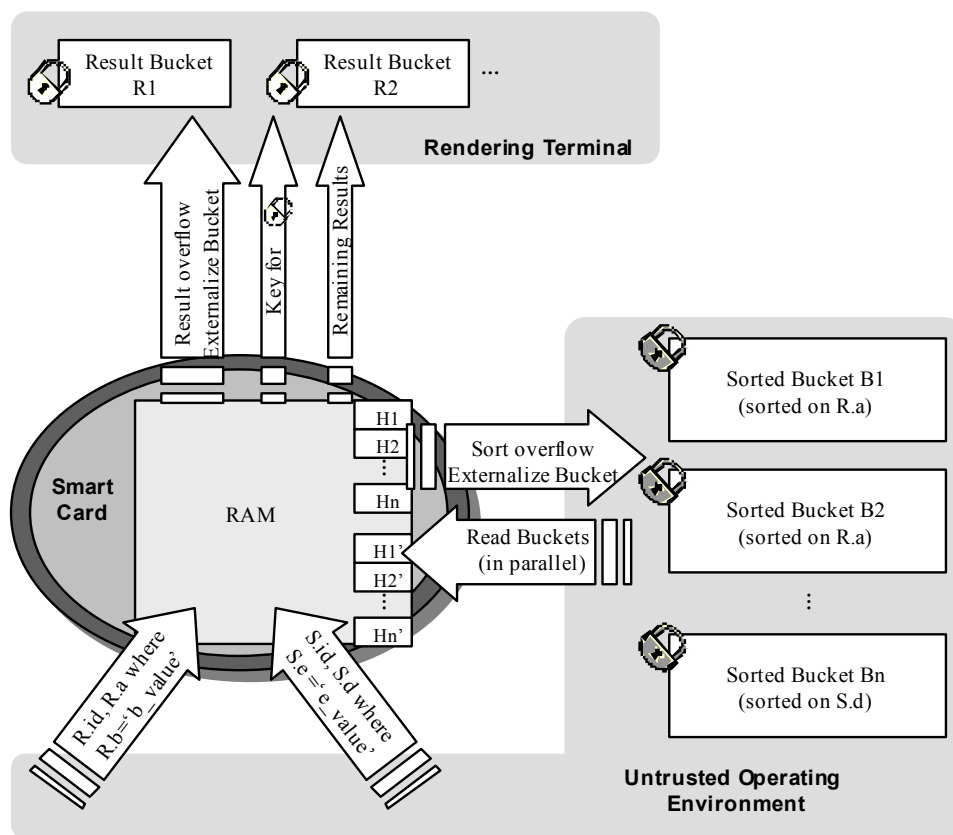 Result Bucket
R1
Result Bucket
R2
...
Rendering Terminal
Result overflow
Externalize Bucket
Key for
Remaining Results
Smart
Card
RAM
H1
H2
⋮
Hn
H1’
H2’
⋮
Hn’
Sort overflow
Externalize Bucket
Read Buckets
(in parallel)
Sorted Bucket B1
(sorted on R.a)
Sorted Bucket B2
(sorted on R.a)
⋮
Sorted Bucket Bn
(sorted on S.d)
R.id, R.a where
R.b=‘b_value’
S.id, S.d where
S.e =‘e_value’
Untrusted Operating
Environment